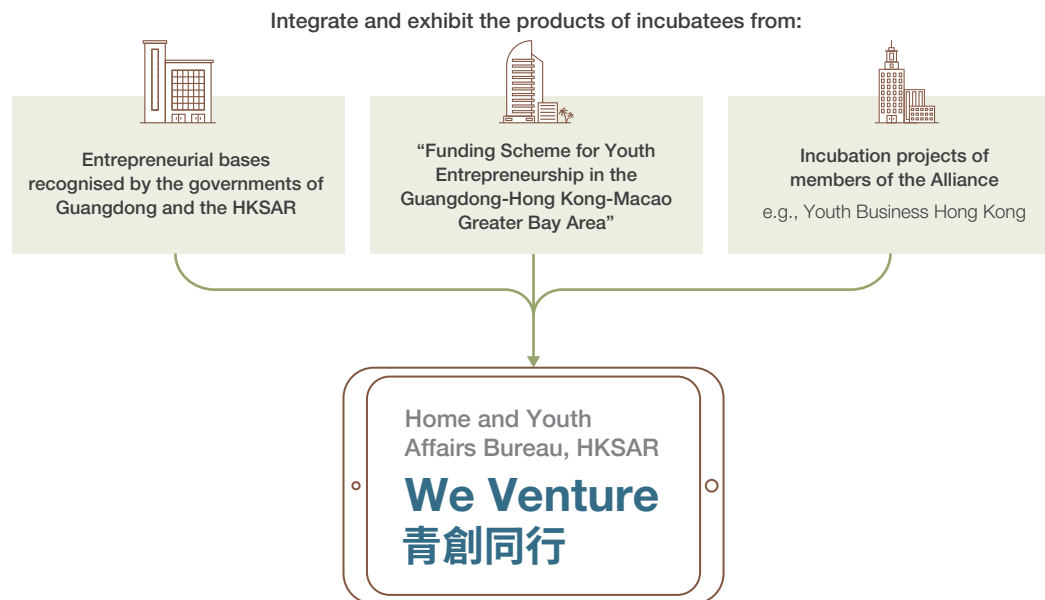 Integrate and exhibit the products of incubatees from:
Entrepreneurial bases
recognised by the governments of
Guangdong and the HKSAR
“Funding Scheme for Youth
Entrepreneurship in the
Guangdong-Hong Kong-Macao
Greater Bay Area”
Incubation projects of
members of the Alliance
e.g., Youth Business Hong Kong
Home and Youth
Affairs Bureau, HKSAR
We Venture
青創同行